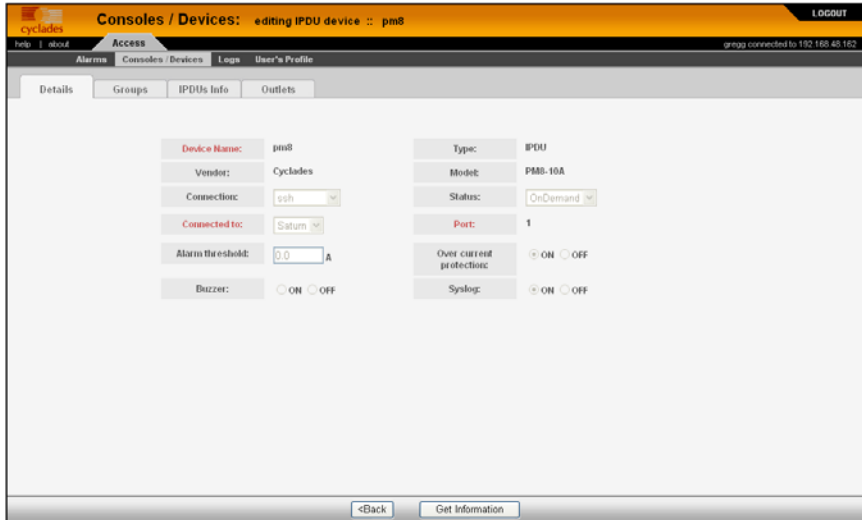 LOGOUT
Consoles / Devices: editing IPDU device :: pm8
cyclades
help | about Access gregg connected to 192.168.48.162
Alarms Consoles / Devices Logs User's Profile
Details Groups IPDUs Info Outlets
Device Name: pm8 Type: IPDU
Vendor: Cyclades Model: PM8-10A
Connection: ssh Status: OnDemand
Connected to: Saturn Port: 1
Alarm threshold: 0.0 A Over current protection: ON OFF
Buzzer: ON OFF Syslog: ON OFF
<Back Get Information